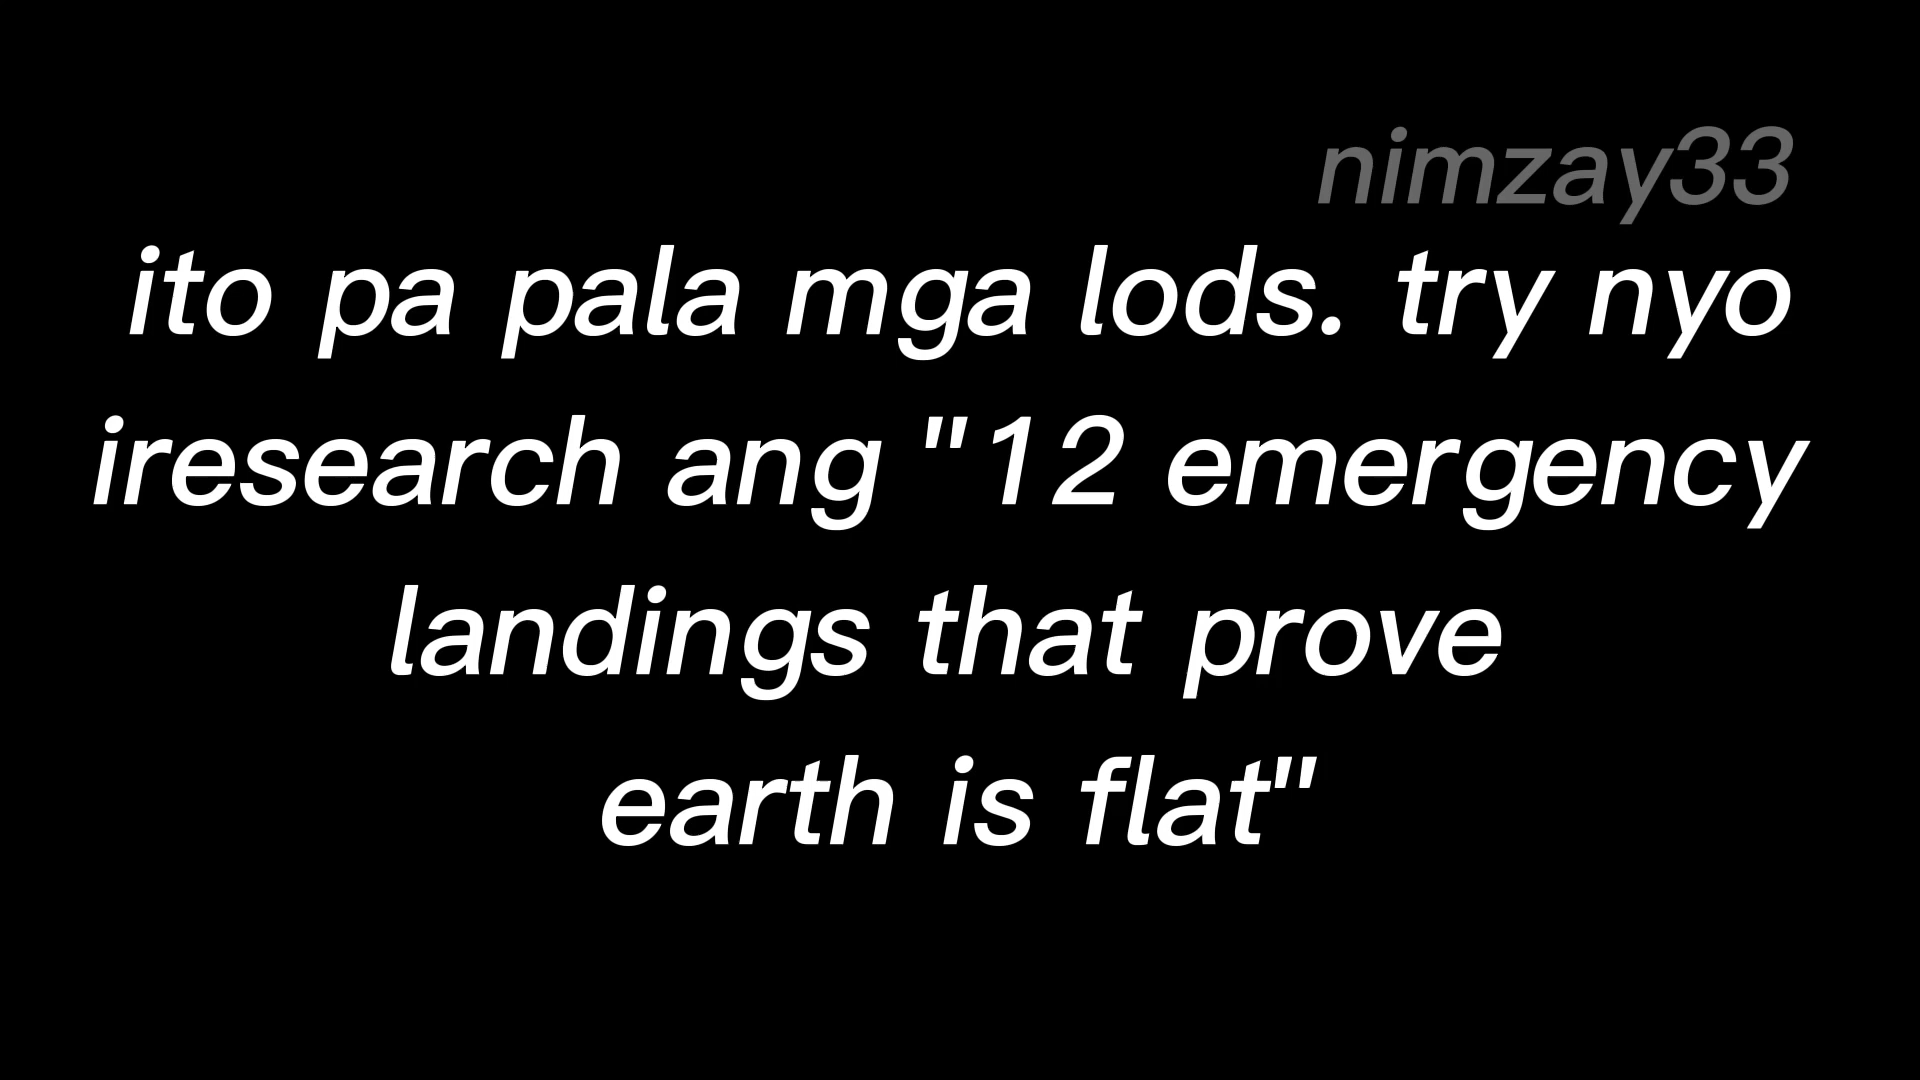 nimzay33
ito pa pala mga lods. try nyo
iresearch ang "12 emergency
landings that prove
earth is flat"